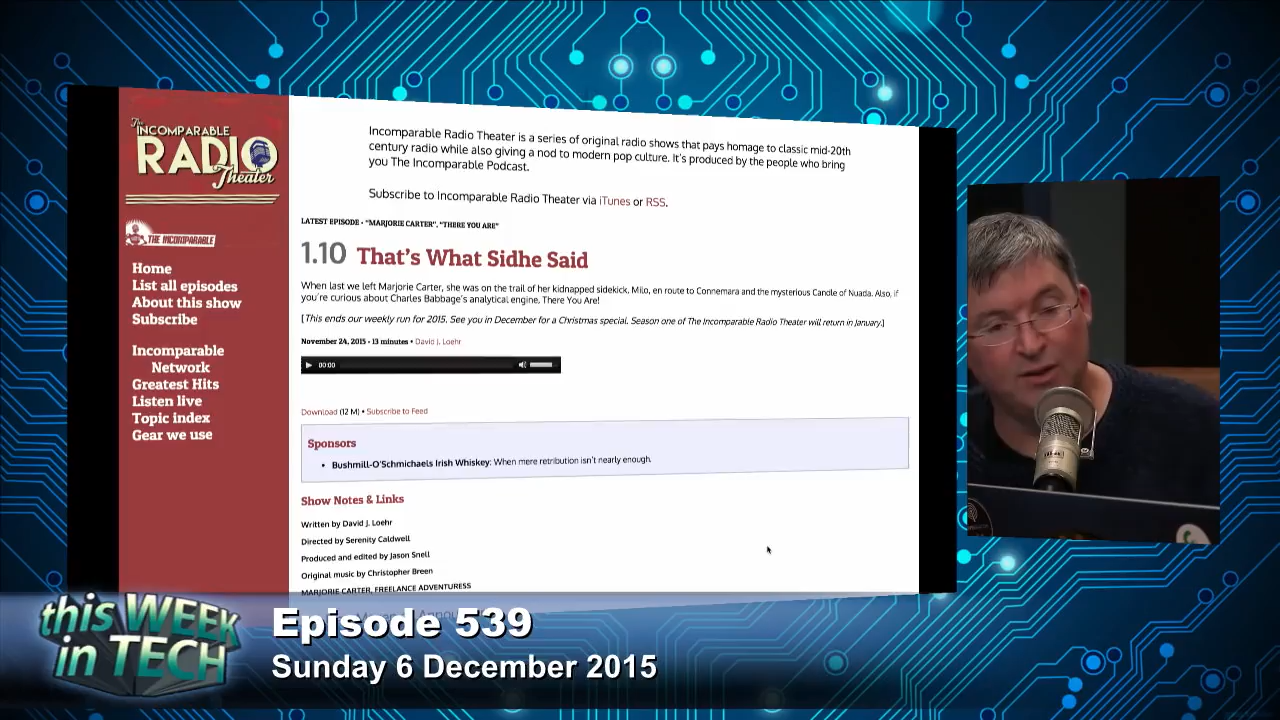 The
INCOMPARABLE
RADIO
Theater
THE INCOMPARABLE
Home
List all episodes
About this show
Subscribe
Incomparable
Network
Greatest Hits
Listen live
Topic index
Gear we use
Incomparable Radio Theater is a series of original radio shows that pays homage to classic mid-20th
century radio while also giving a nod to modern pop culture. It's produced by the people who bring
you The Incomparable Podcast.
Subscribe to Incomparable Radio Theater via iTunes or RSS.
LATEST EPISODE • "MARJORIE CARTER", "THERE YOU ARE"
1.10 That's What Sidhe Said
When last we left Marjorie Carter, she was on the trail of her kidnapped sidekick, Milo, en route to Connemara and the mysterious Candle of Nuada. Also, if
you're curious about Charles Babbage's analytical engine, There You Are!
[This ends our weekly run for 2015. See you in December for a Christmas special. Season one of The Incomparable Radio Theater will return in January.]
November 24, 2015 • 13 minutes • David J. Loehr
00:00
Download (12 M) • Subscribe to Feed
Sponsors
• Bushmill-O'Schmichaels Irish Whiskey: When mere retribution isn't nearly enough.
Show Notes & Links
Written by David J. Loehr
Directed by Serenity Caldwell
Produced and edited by Jason Snell
Original music by Christopher Breen
MARJORIE CARTER, FREELANCE ADVENTURESS
this WEEK
in TECH
Episode 539
Sunday 6 December 2015